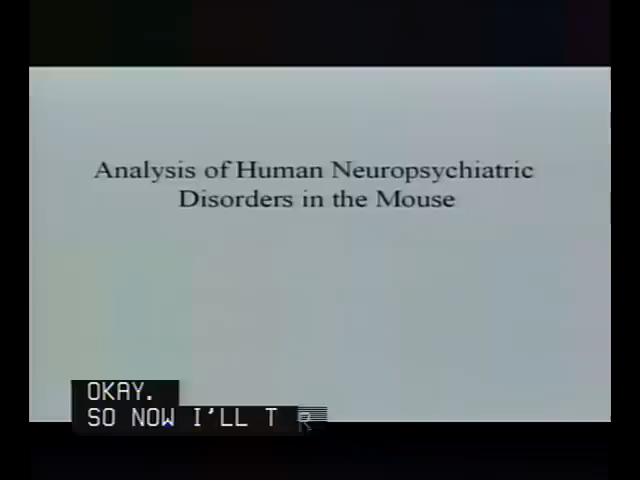 Analysis of Human Neuropsychiatric
Disorders in the Mouse
OKAY.
SO NOW I'LL T R